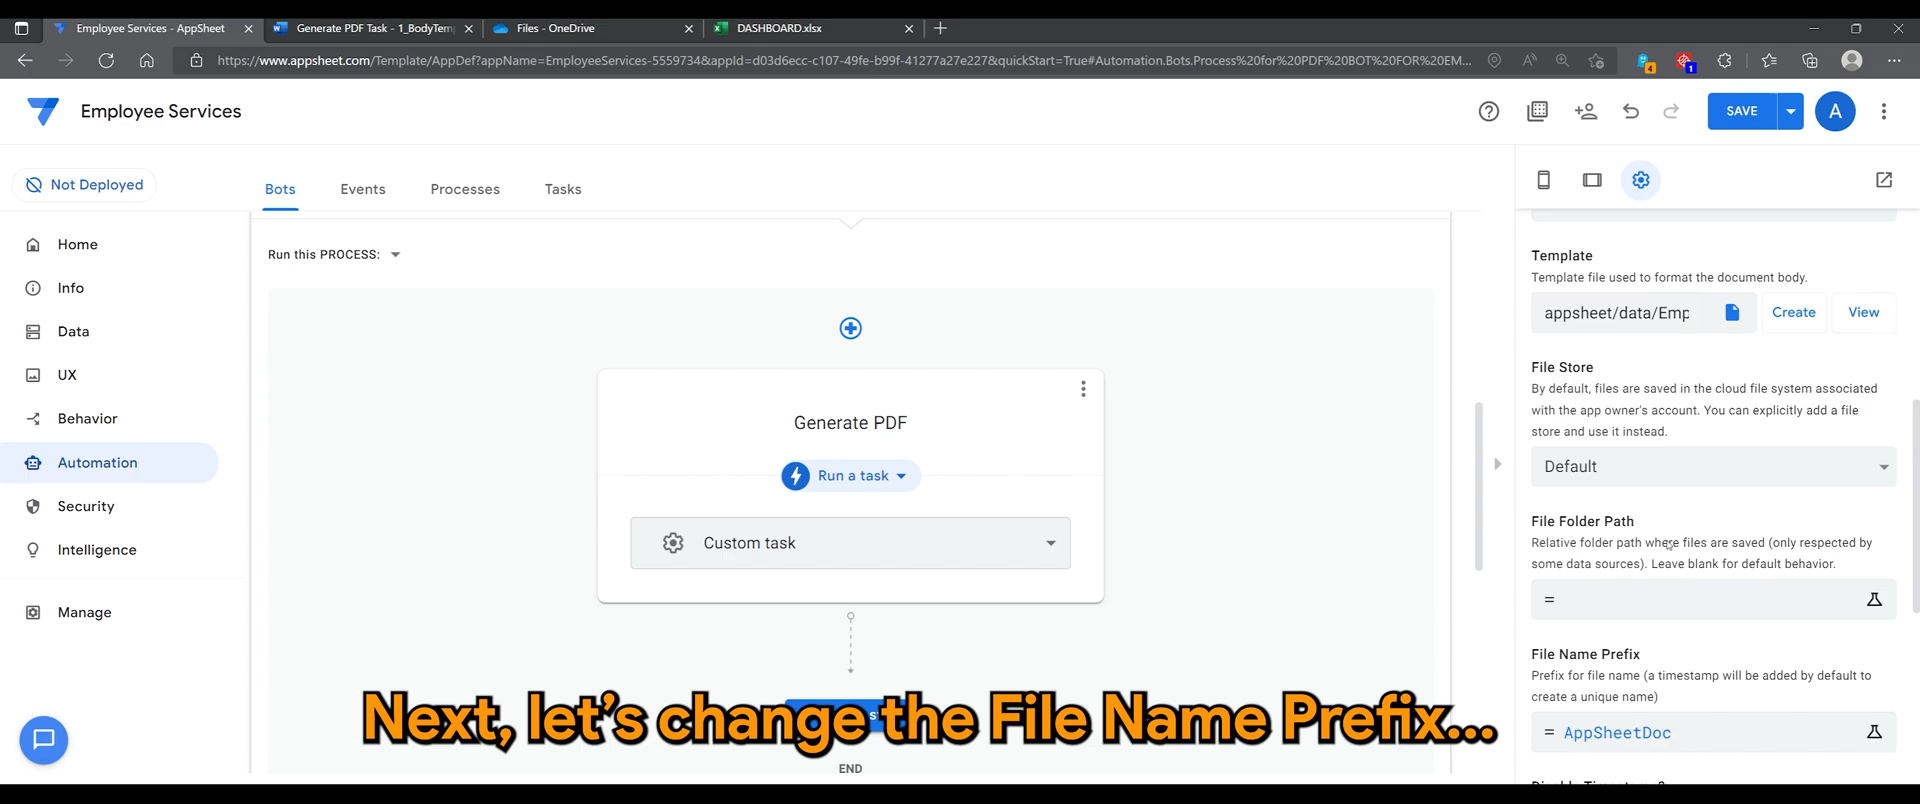 Employee Services - AppSheet
Generate PDF Task - 1_BodyTemp
Files - OneDrive
DASHBOARD.xlsx
https://www.appsheet.com/Template/AppDef?appName=EmployeeServices-5559734&appId=d03d6ecc-c107-49fe-b99f-41277a27e227&quickStart=True#Automation.Bots.Process%20for%20PDF%20BOT%20FOR%20EM...
4
1
Employee Services
SAVE
A
Not Deployed
Bots
Events
Processes
Tasks
Home
Info
Data
UX
Behavior
Automation
Security
Intelligence
Manage
Run this PROCESS:
Generate PDF
Run a task
Custom task
END
Template
Template file used to format the document body.
appsheet/data/Emp
Create
View
File Store
By default, files are saved in the cloud file system associated
with the app owner's account. You can explicitly add a file
store and use it instead.
Default
File Folder Path
Relative folder path where files are saved (only respected by
some data sources). Leave blank for default behavior.
=
File Name Prefix
Prefix for file name (a timestamp will be added by default to
create a unique name)
= AppSheetDoc
Next, let's change the File Name Prefix...